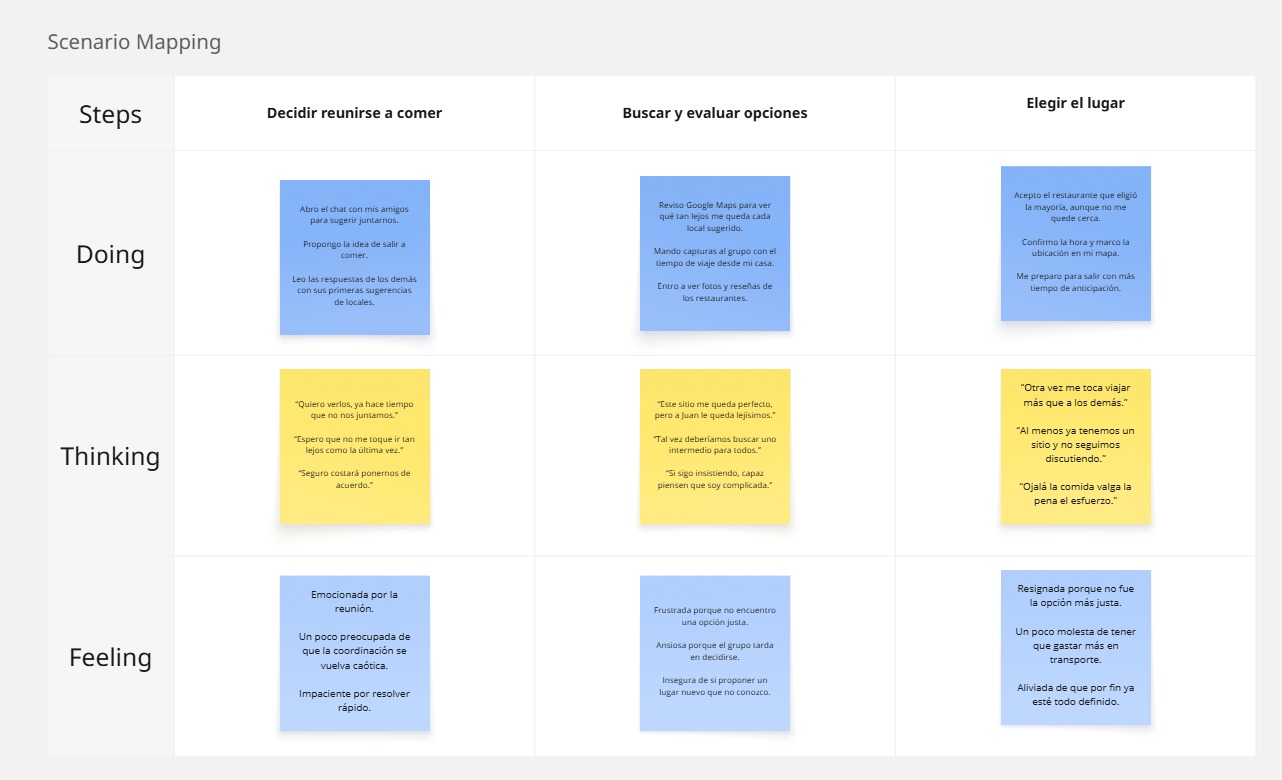 Scenario Mapping
Steps
Decidir reunirse a comer
Buscar y evaluar opciones
Elegir el lugar
Doing
Abro el chat con mis amigos
para sugerir juntarnos.
Propongo la idea de salir a
comer.
Leo las respuestas de los demás
con sus primeras sugerencias
de locales.
Reviso Google Maps para ver
qué tan lejos me queda cada
local sugerido.
Mando capturas al grupo con el
tiempo de viaje desde mi casa.
Entro a ver fotos y reseñas de
los restaurantes.
Acepto el restaurante que eligió
la mayoría, aunque no me
quede cerca.
Confirmo la hora y marco la
ubicación en mi mapa.
Me preparo para salir con más
tiempo de anticipación.
Thinking
“Quiero verlos, ya hace tiempo
que no nos juntamos.”
“Espero que no me toque ir tan
lejos como la última vez.”
“Seguro costará ponernos de
acuerdo.”
“Este sitio me queda perfecto,
pero a Juan le queda lejísimos.”
“Tal vez deberíamos buscar uno
intermedio para todos.”
“Si sigo insistiendo, capaz
piensen que soy complicada.”
“Otra vez me toca viajar
más que a los demás.”
“Al menos ya tenemos un
sitio y no seguimos
discutiendo.”
“Ojalá la comida valga la
pena el esfuerzo.”
Feeling
Emocionada por la
reunión.
Un poco preocupada de
que la coordinación se
vuelva caótica.
Impaciente por resolver
rápido.
Frustrada porque no encuentro
una opción justa.
Ansiosa porque el grupo tarda
en decidirse.
Insegura de si proponer un
lugar nuevo que no conozco.
Resignada porque no fue
la opción más justa.
Un poco molesta de tener
que gastar más en
transporte.
Aliviada de que por fin ya
esté todo definido.